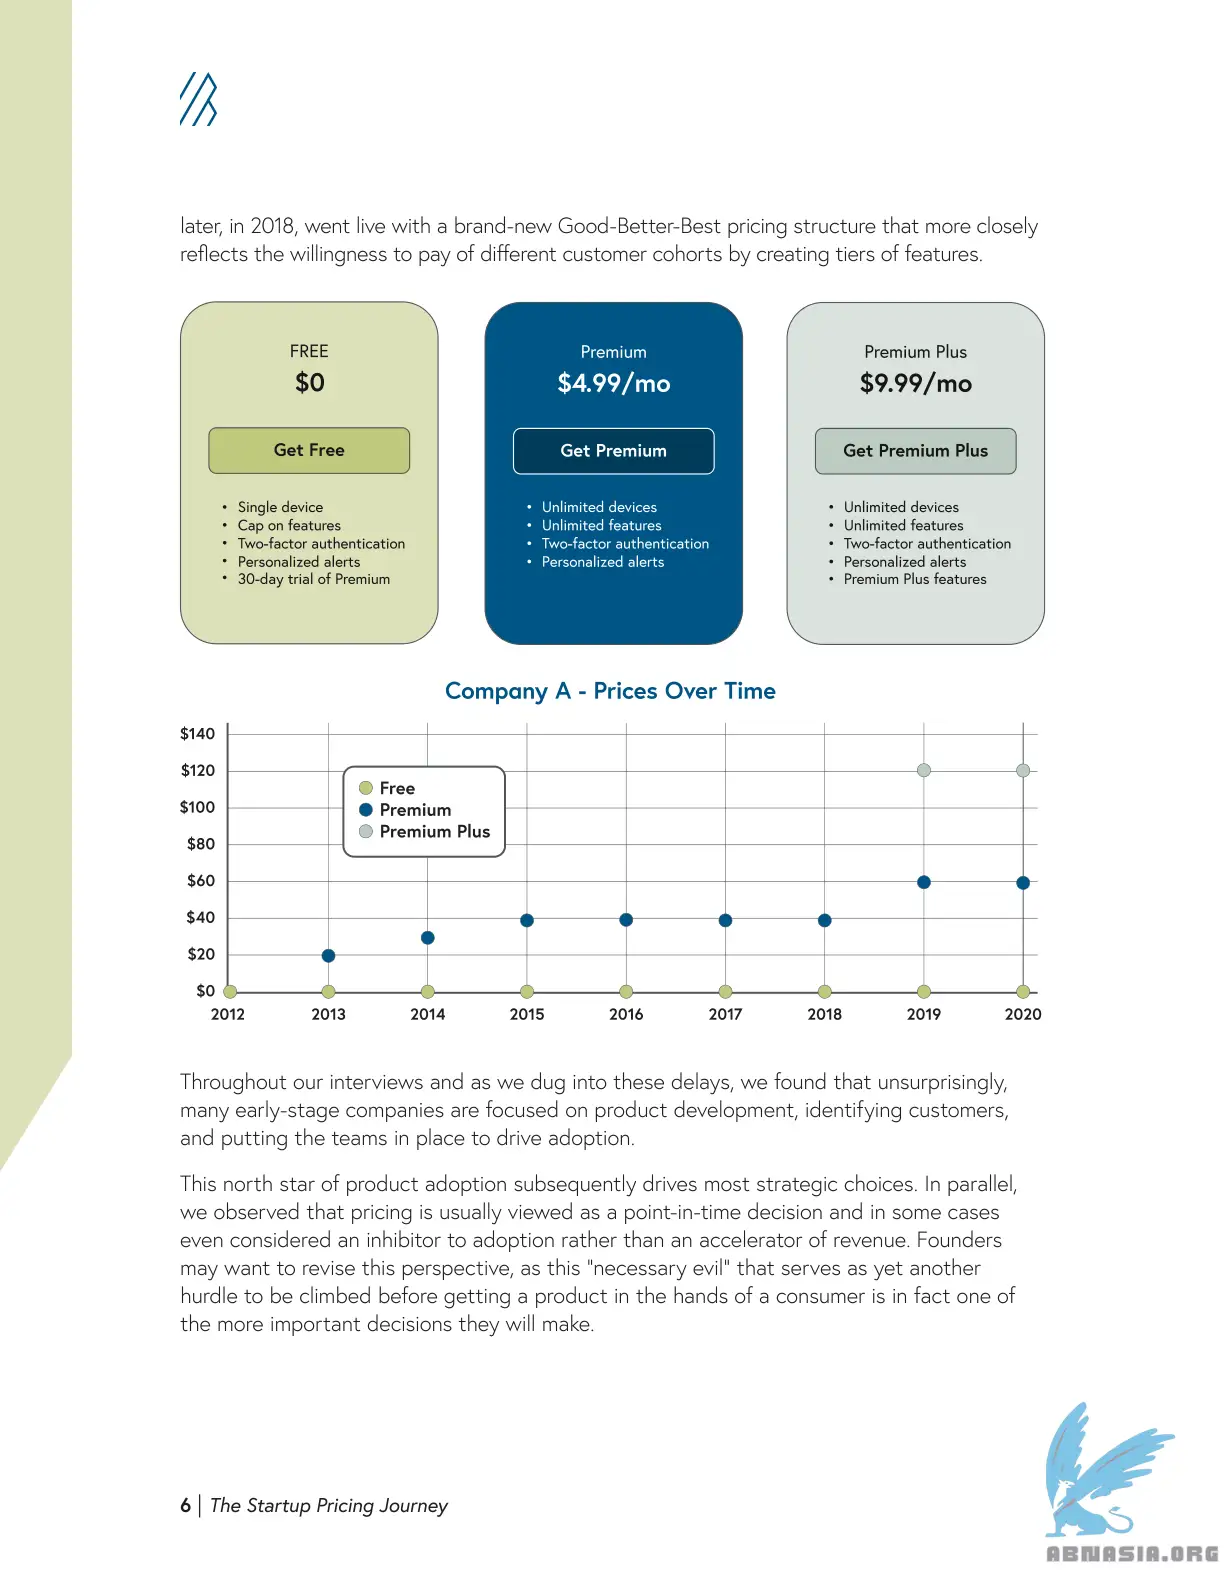 later, in 2018, went live with a brand-new Good-Better-Best pricing structure that more closely
reflects the willingness to pay of different customer cohorts by creating tiers of features.
FREE
$0
Get Free
• Single device
• Cap on features
• Two-factor authentication
• Personalized alerts
• 30-day trial of Premium
Premium
$4.99/mo
Get Premium
• Unlimited devices
• Unlimited features
• Two-factor authentication
• Personalized alerts
Premium Plus
$9.99/mo
Get Premium Plus
• Unlimited devices
• Unlimited features
• Two-factor authentication
• Personalized alerts
• Premium Plus features
Company A - Prices Over Time
$140
$120
$100
$80
$60
$40
$20
$0
Free
Premium
Premium Plus
2012 2013 2014 2015 2016 2017 2018 2019 2020
Throughout our interviews and as we dug into these delays, we found that unsurprisingly,
many early-stage companies are focused on product development, identifying customers,
and putting the teams in place to drive adoption.
This north star of product adoption subsequently drives most strategic choices. In parallel,
we observed that pricing is usually viewed as a point-in-time decision and in some cases
even considered an inhibitor to adoption rather than an accelerator of revenue. Founders
may want to revise this perspective, as this "necessary evil" that serves as yet another
hurdle to be climbed before getting a product in the hands of a consumer is in fact one of
the more important decisions they will make.
6 | The Startup Pricing Journey
ABNASIA.ORG